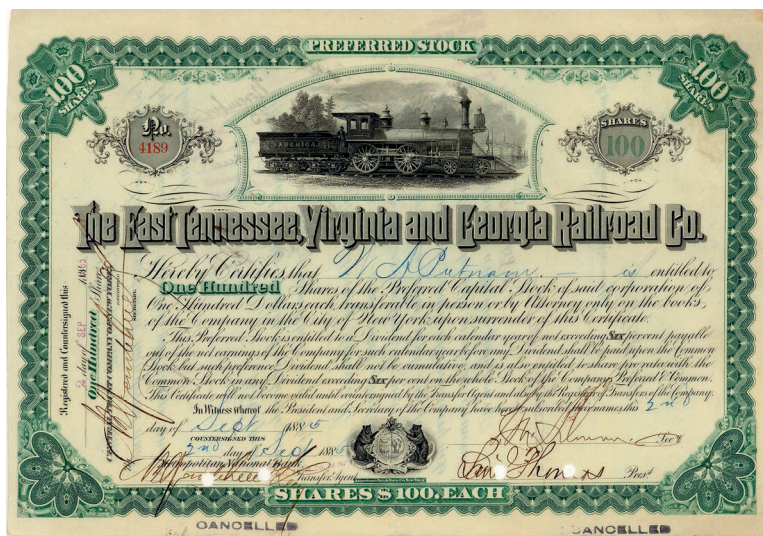 PREFERRED STOCK
100 SHARES
100 SHARES
No. 4189
AMERICA
SHARES 100
The East Tennessee, Virginia and Georgia Railroad Co.
Hereby Certifies that W A Putnam is entitled to
One Hundred Shares of the Preferred Capital Stock of said corporation of
One Hundred Dollars each, transferable in person or by Attorney only on the books
of the Company in the City of New York upon surrender of this Certificate.
This Preferred Stock is entitled to a Dividend for each calendar year of not exceeding Six per cent payable
out of the net earnings of the Company for such calendar year before any Dividend shall be paid upon the Common
Stock but such preference Dividend shall not be cumulative, and is also entitled to share pro rata with the
Common Stock in any Dividend exceeding Six per cent on the whole Stock of the Company Preferred & Common.
This Certificate will not become valid until countersigned by the Transfer Agent and also by the Registrar of Transfers of the Company.
In Witness Whereof the President and Secretary of the Company have hereunto subscribed their names this 2nd
day of Sept 1885
COUNTERSIGNED THIS
2nd day of Sept 1885
Metropolitan National Bank
Transfer Agent
Sec'y
Sam'l Thomas Prest
Registered and Countersigned this
2 day of SEP 1885
One Hundred Shares
SHARES $100. EACH
CANCELLED
CANCELLED